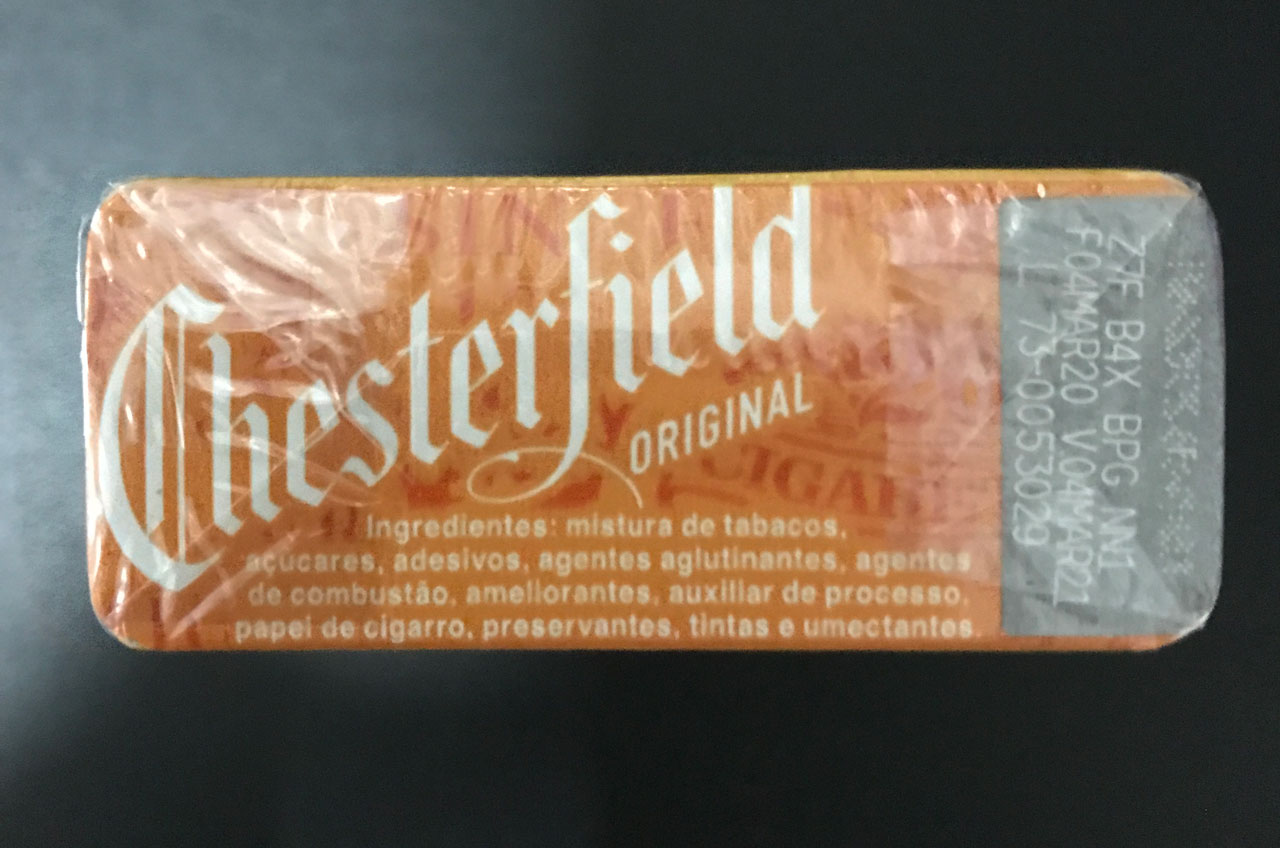 Chesterfield
ORIGINAL
Ingredientes: mistura de tabacos,
açúcares, adesivos, agentes aglutinantes, agentes
de combustão, ameliorantes, auxiliar de processo,
papel de cigarro, preservantes, tintas e umectantes.
Z7F B4X BPG NN1
F04MAR20 V04MAR21
L 73-0053029